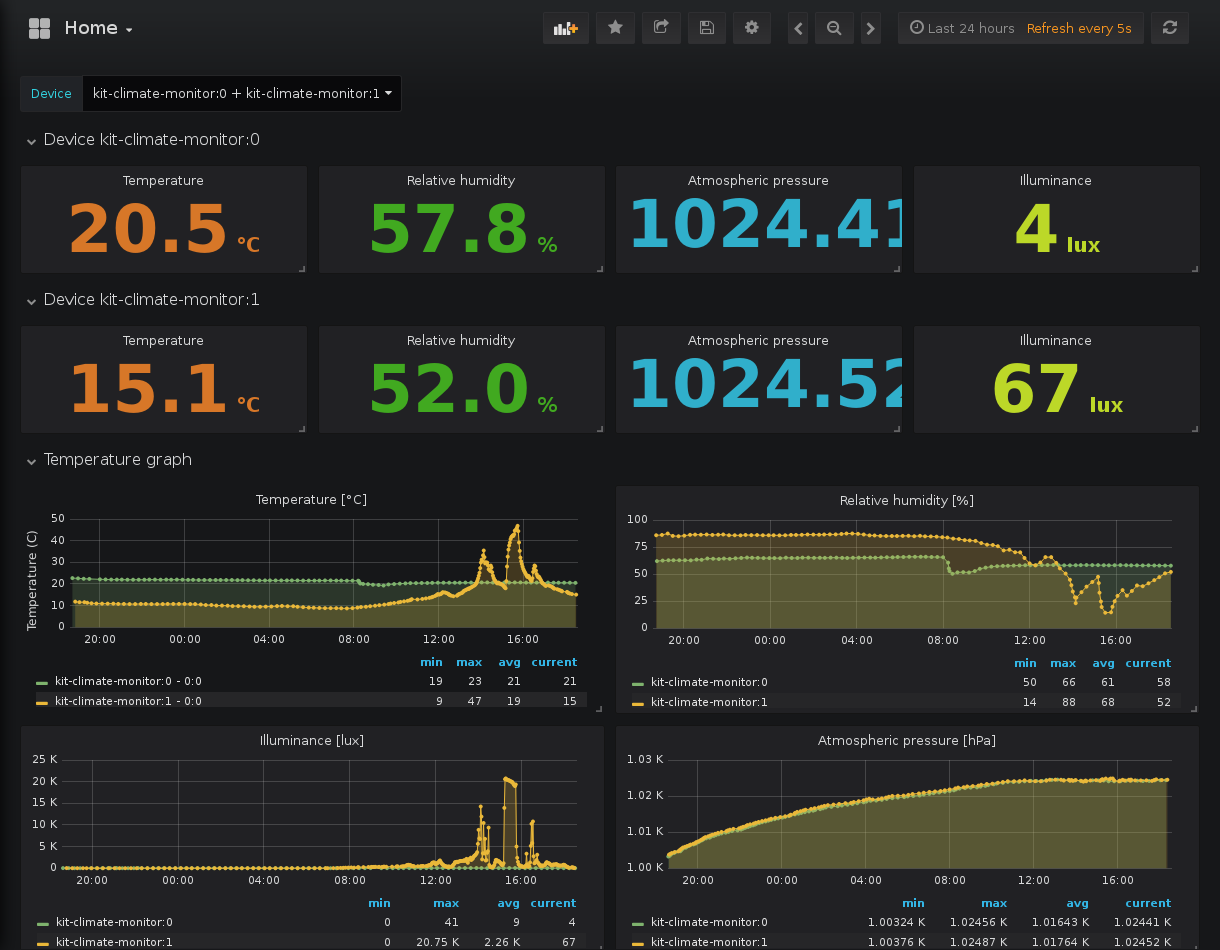 Home
Last 24 hours Refresh every 5s
Device kit-climate-monitor:0 + kit-climate-monitor:1
Device kit-climate-monitor:0
Temperature Relative humidity Atmospheric pressure Illuminance
20.5 °C 57.8 % 1024.41 4 lux
Device kit-climate-monitor:1
Temperature Relative humidity Atmospheric pressure Illuminance
15.1 °C 52.0 % 1024.52 67 lux
Temperature graph
Temperature [°C]
Temperature (C)
50
40
30
20
10
0
20:00 00:00 04:00 08:00 12:00 16:00
min max avg current
kit-climate-monitor:0 - 0:0 19 23 21 21
kit-climate-monitor:1 - 0:0 9 47 19 15
Relative humidity [%]
100
75
50
25
0
20:00 00:00 04:00 08:00 12:00 16:00
min max avg current
kit-climate-monitor:0 50 66 61 58
kit-climate-monitor:1 14 88 68 52
Illuminance [lux]
25 K
20 K
15 K
10 K
5 K
0
20:00 00:00 04:00 08:00 12:00 16:00
min max avg current
kit-climate-monitor:0 0 41 9 4
kit-climate-monitor:1 0 20.75 K 2.26 K 67
Atmospheric pressure [hPa]
1.03 K
1.02 K
1.01 K
1.00 K
20:00 00:00 04:00 08:00 12:00 16:00
min max avg current
kit-climate-monitor:0 1.00324 K 1.02456 K 1.01643 K 1.02441 K
kit-climate-monitor:1 1.00376 K 1.02487 K 1.01764 K 1.02452 K